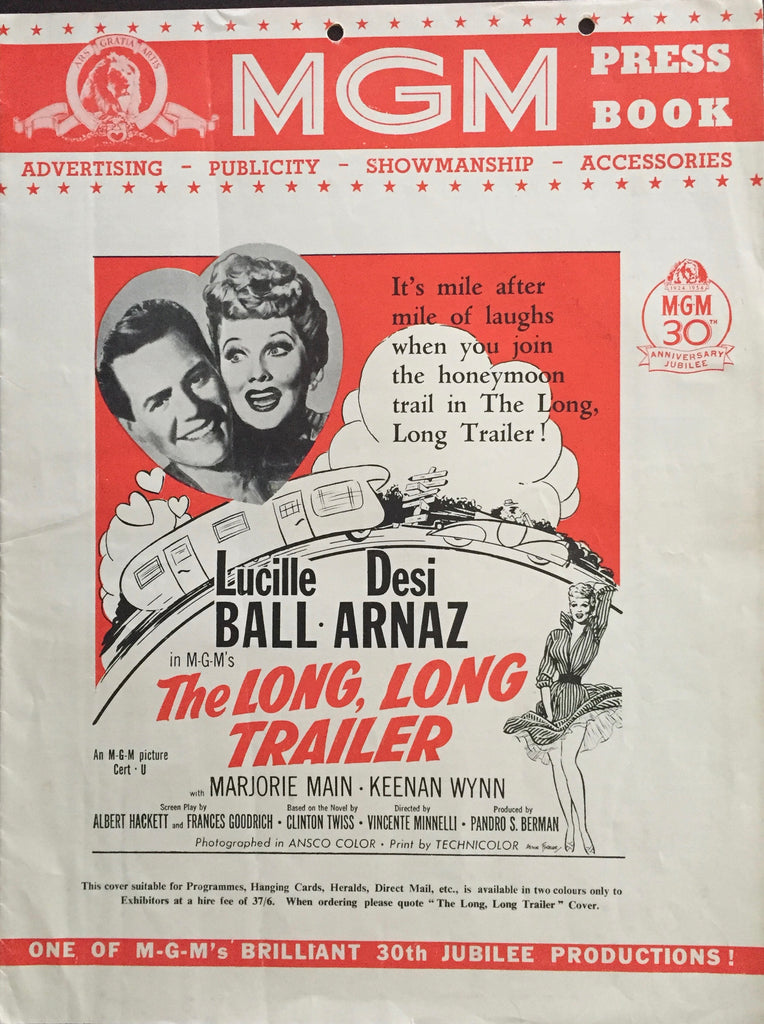 ARS GRATIA ARTIS
MGM
PRESS
BOOK
ADVERTISING – PUBLICITY – SHOWMANSHIP – ACCESSORIES
It's mile after
mile of laughs
when you join
the honeymoon
trail in The Long,
Long Trailer!
1924 1954
MGM
30TH
ANNIVERSARY
JUBILEE
Lucille Desi
BALL · ARNAZ
in M-G-M's
The LONG, LONG
TRAILER
An M-G-M picture
Cert · U
with MARJORIE MAIN · KEENAN WYNN
Screen Play by Based on the Novel by Directed by Produced by
ALBERT HACKETT and FRANCES GOODRICH · CLINTON TWISS · VINCENTE MINNELLI · PANDRO S. BERMAN
Photographed in ANSCO COLOR · Print by TECHNICOLOR
This cover suitable for Programmes, Hanging Cards, Heralds, Direct Mail, etc., is available in two colours only to
Exhibitors at a hire fee of 37/6. When ordering please quote “The Long, Long Trailer” Cover.
ONE OF M-G-M's BRILLIANT 30th JUBILEE PRODUCTIONS!